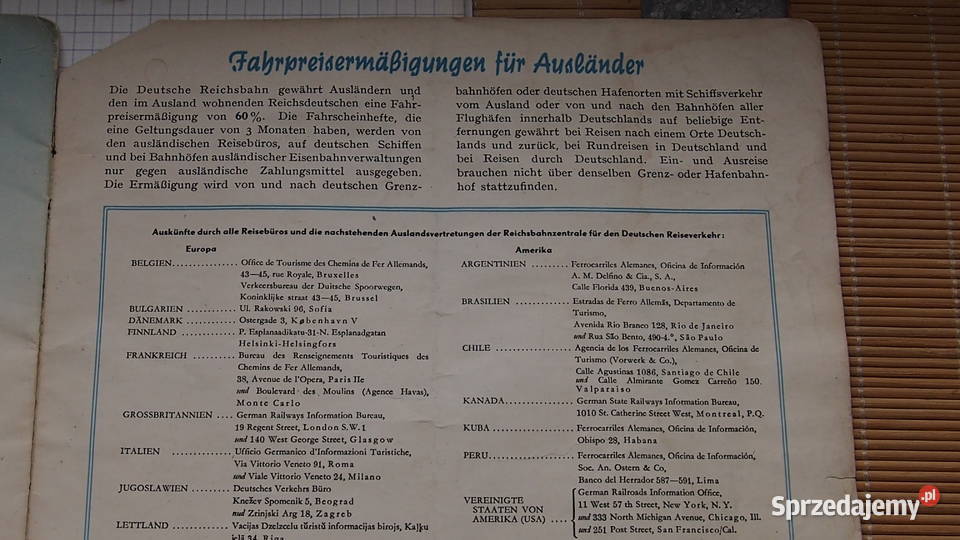 Fahrpreisermäßigungen für Ausländer
Die Deutsche Reichsbahn gewährt Ausländern und
den im Ausland wohnenden Reichsdeutschen eine Fahr-
preisermäßigung von 60%. Die Fahrscheinhefte, die
eine Geltungsdauer von 3 Monaten haben, werden von
den ausländischen Reisebüros, auf deutschen Schiffen
und bei Bahnhöfen ausländischer Eisenbahnverwaltungen
nur gegen ausländische Zahlungsmittel ausgegeben.
Die Ermäßigung wird von und nach deutschen Grenz-
bahnhöfen oder deutschen Hafenorten mit Schiffsverkehr
vom Ausland oder von und nach den Bahnhöfen aller
Flughäfen innerhalb Deutschlands auf beliebige Ent-
fernungen gewährt bei Reisen nach einem Orte Deutsch-
lands und zurück, bei Rundreisen in Deutschland und
bei Reisen durch Deutschland. Ein- und Ausreise
brauchen nicht über denselben Grenz- oder Hafenbahn-
hof stattzufinden.
Auskünfte durch alle Reisebüros und die nachstehenden Auslandsvertretungen der Reichsbahnzentrale für den Deutschen Reiseverkehr:
Europa
BELGIEN................ Office de Tourisme des Chemins de Fer Allemands,
43—45, rue Royale, Bruxelles
Verkeersbureau der Duitsche Spoorwegen,
Koninklijke straat 43—45, Brussel
BULGARIEN ............ Ul. Rakowski 96, Sofia
DÄNEMARK ............ Ostergade 3, København V
FINNLAND ............. P. Esplanaadikatu-31-N. Esplanadgatan
Helsinki-Helsingfors
FRANKREICH .......... Bureau des Renseignements Touristiques des
Chemins de Fer Allemands,
38, Avenue de l'Opera, Paris IIe
und Boulevard des Moulins (Agence Havas),
Monte Carlo
GROSSBRITANNIEN .... German Railways Information Bureau,
19 Regent Street, London S.W. 1
und 140 West George Street, Glasgow
ITALIEN ................ Ufficio Germanico d'Informazioni Turistiche,
Via Vittorio Veneto 91, Roma
und Viale Vittorio Veneto 24, Milano
JUGOSLAWIEN ......... Deutsches Verkehrs Büro
Knežev Spomenik 5, Beograd
und Zrinjski Arg 18, Zagreb
LETTLAND ............. Vacijas Dzelzcelu tūristū informacijas birojs, Kaļķu
ielā 34, Riga
Amerika
ARGENTINIEN ......... Ferrocarriles Alemanes, Oficina de Información
A. M. Delfino & Cia., S. A.,
Calle Florida 439, Buenos-Aires
BRASILIEN .............. Estradas de Ferro Allemãs, Departamento de
Turismo,
Avenida Rio Branco 128, Rio de Janeiro
und Rua São Bento, 490-4.°, São Paulo
CHILE .................. Agencia de los Ferrocarriles Alemanes, Oficina de
Turismo (Vorwerk & Co.),
Calle Agustinas 1086, Santiago de Chile
und Calle Almirante Gomez Carreño 150.
Valparaiso
KANADA................ German State Railways Information Bureau,
1010 St. Catherine Street West, Montreal, P.Q.
KUBA .................. Ferrocarriles Alemanes, Oficina de Información,
Obispo 28, Habana
PERU................... Ferrocarriles Alemanes, Oficina de Información,
Soc. An. Ostern & Co,
Banco del Herrador 587—591, Lima
VEREINIGTE
STAATEN VON
AMERIKA (USA) .... German Railroads Information Office,
11 West 57 th Street, New York, N. Y.
und 333 North Michigan Avenue, Chicago, Ill.
und 251 Post Street, San Francisco/Cal.
Sprzedajemy.pl